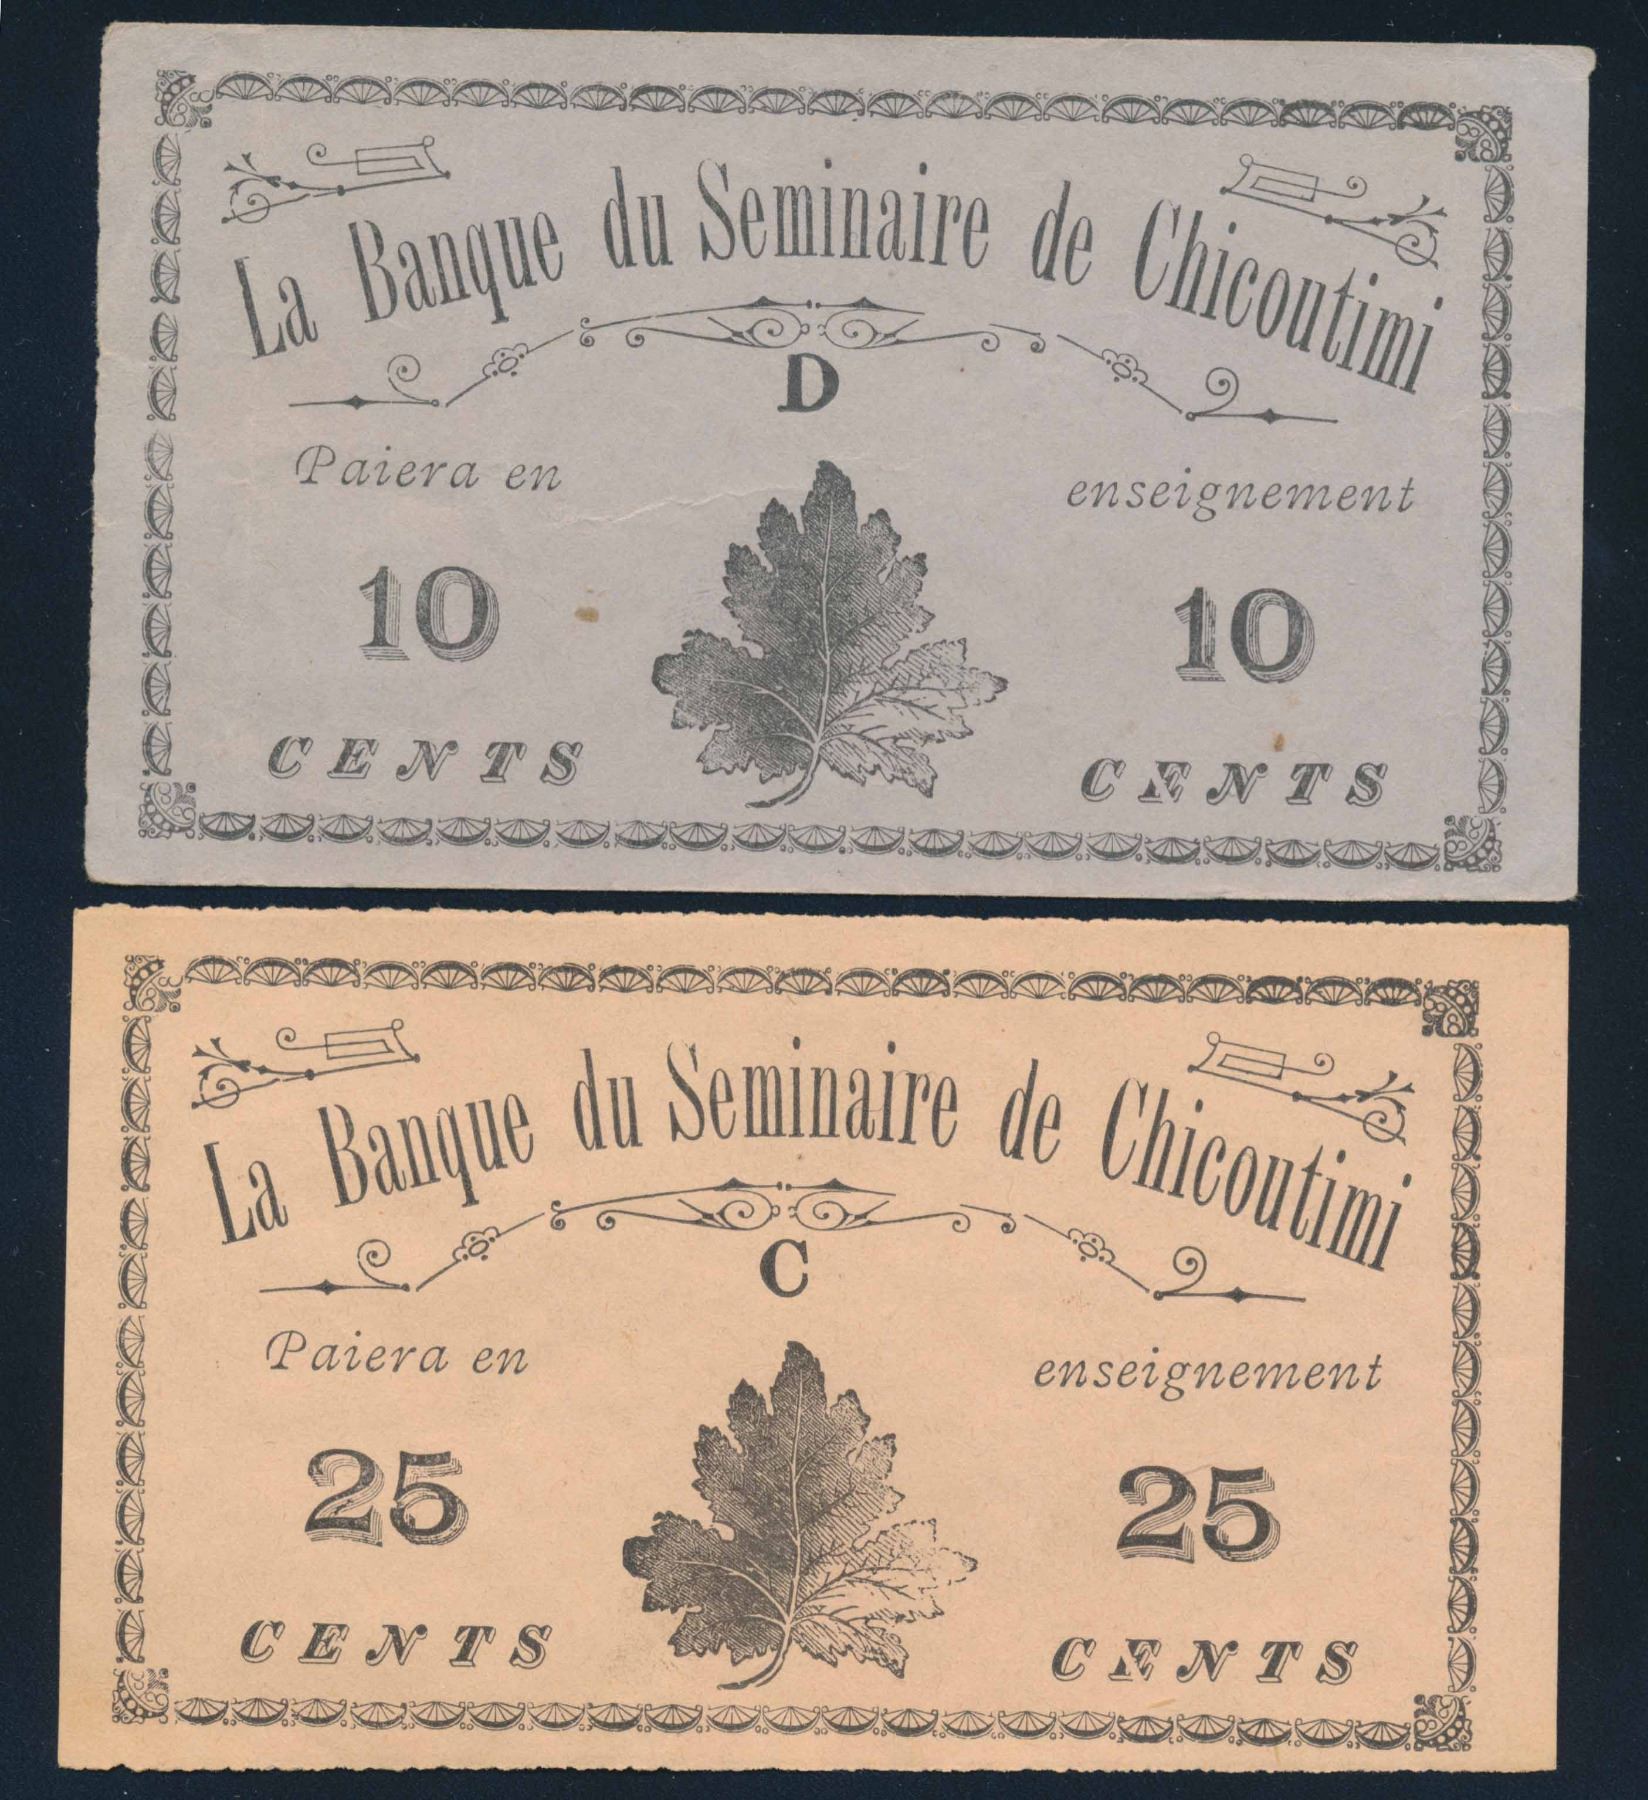 La Banque du Seminaire de Chicoutimi
D
Paiera en enseignement
10 10
CENTS CENTS
La Banque du Seminaire de Chicoutimi
C
Paiera en enseignement
25 25
CENTS CENTS